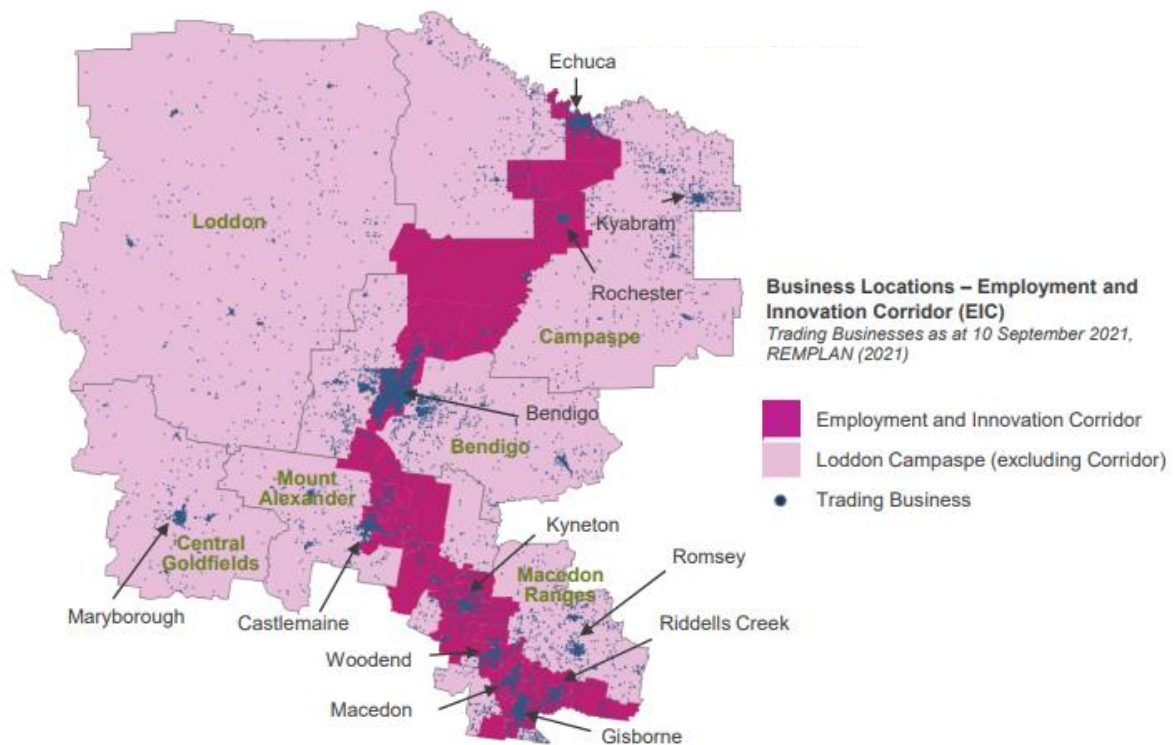 Echuca
Loddon
Kyabram
Rochester
Campaspe
Business Locations – Employment and
Innovation Corridor (EIC)
Trading Businesses as at 10 September 2021,
REMPLAN (2021)
Employment and Innovation Corridor
Loddon Campaspe (excluding Corridor)
Trading Business
Bendigo
Bendigo
Mount
Alexander
Kyneton
Central
Goldfields
Macedon
Ranges
Romsey
Maryborough
Castlemaine
Riddells Creek
Woodend
Macedon
Gisborne